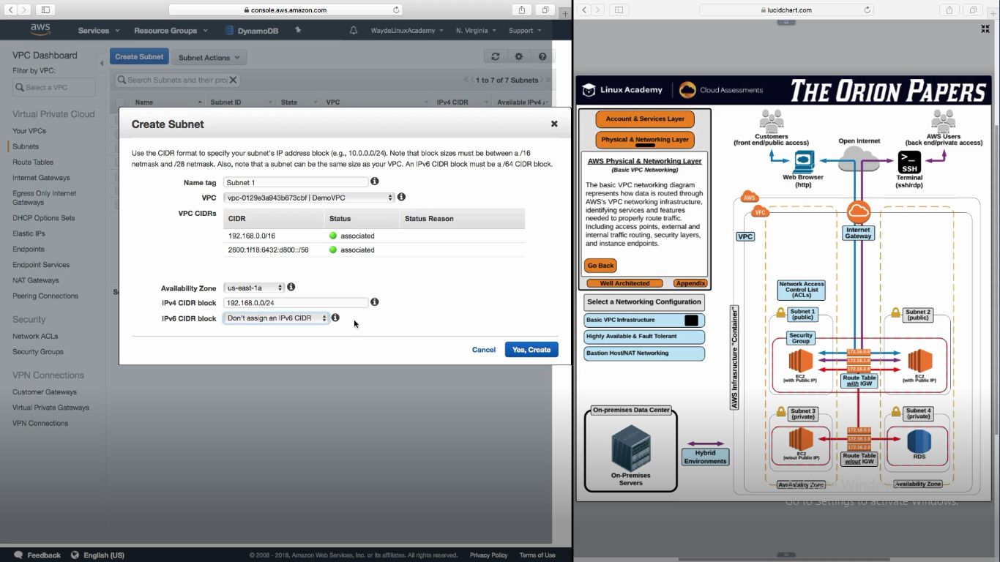 console.aws.amazon.com
aws
Services
Resource Groups
DynamoDB
WaydeLinuxAcademy
N. Virginia
Support
VPC Dashboard
Filter by VPC:
Select a VPC
Virtual Private Cloud
Your VPCs
Subnets
Route Tables
Internet Gateways
Egress Only Internet
Gateways
DHCP Options Sets
Elastic IPs
Endpoints
Endpoint Services
NAT Gateways
Peering Connections
Security
Network ACLs
Security Groups
VPN Connections
Customer Gateways
Virtual Private Gateways
VPN Connections
Create Subnet
Subnet Actions
Search Subnets and their pro
1 to 7 of 7 Subnets
Name
Subnet ID
State
VPC
IPv4 CIDR
Available IPv4
Create Subnet
Use the CIDR format to specify your subnet's IP address block (e.g., 10.0.0.0/24). Note that block sizes must be between a /16
netmask and /28 netmask. Also, note that a subnet can be the same size as your VPC. An IPv6 CIDR block must be a /64 CIDR block.
Name tag Subnet 1
VPC vpc-0129e3a943b673cbf | DemoVPC
VPC CIDRs
CIDR Status Status Reason
192.168.0.0/16 associated
2600:1f18:6432:d800::/56 associated
Availability Zone us-east-1a
IPv4 CIDR block 192.168.0.0/24
IPv6 CIDR block Don't assign an IPv6 CIDR
Cancel
Yes, Create
Feedback
English (US)
© 2008 - 2018, Amazon Web Services, Inc. or its affiliates. All rights reserved.
Privacy Policy
Terms of Use
lucidchart.com
Linux Academy
Cloud Assessments
THE ORION PAPERS
Account & Services Layer
Physical & Networking Layer
AWS Physical & Networking Layer
(Basic VPC Networking)
The basic VPC networking diagram
represents how data is routed through
AWS's VPC networking infrastructure,
identifying services and features
needed to properly route traffic.
Including access points, external and
internal traffic routing, security layers,
and instance endpoints.
Go Back
Well Architected
Appendix
Select a Networking Configuration
Basic VPC Infrastructure
Highly Available & Fault Tolerant
Bastion Host/NAT Networking
On-premises Data Center
On-Premises
Servers
Hybrid
Environments
Customers
(front end/public access)
Open Internet
AWS Users
(back end/private access)
Web Browser
(http)
SSH
Terminal
(ssh/rdp)
AWS
VPC
VPC
Internet
Gateway
AWS Infrasructure "Container"
Network Access
Control List
(ACLs)
Subnet 1
(public)
Subnet 2
(public)
Security
Group
172.16.0.0
172.16.1.0
172.16.2.0
EC2
(with Public IP)
Route Table
with IGW
EC2
(with Public IP)
Subnet 3
(private)
Subnet 4
(private)
172.16.0.0
172.16.1.0
172.16.2.0
EC2
(w/out Public IP)
Route Table
w/out IGW
RDS
Availability Zone
Availability Zone
Go to Settings to activate Windows.